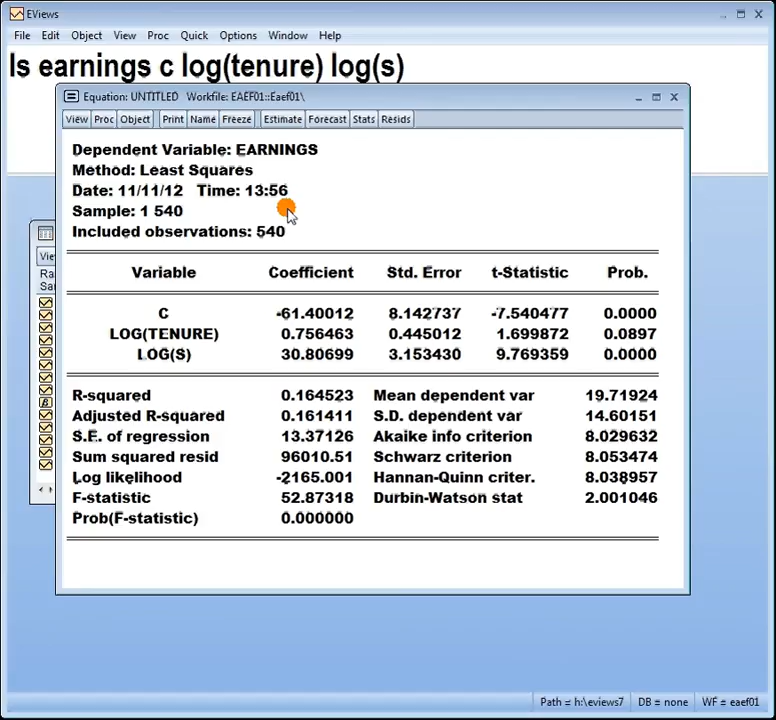 EViews
File Edit Object View Proc Quick Options Window Help
ls earnings c log(tenure) log(s)
Equation: UNTITLED Workfile: EAEF01::Eaef01\
View Proc Object Print Name Freeze Estimate Forecast Stats Resids
Dependent Variable: EARNINGS
Method: Least Squares
Date: 11/11/12 Time: 13:56
Sample: 1 540
Included observations: 540
Variable Coefficient Std. Error t-Statistic Prob.
C -61.40012 8.142737 -7.540477 0.0000
LOG(TENURE) 0.756463 0.445012 1.699872 0.0897
LOG(S) 30.80699 3.153430 9.769359 0.0000
R-squared 0.164523 Mean dependent var 19.71924
Adjusted R-squared 0.161411 S.D. dependent var 14.60151
S.E. of regression 13.37126 Akaike info criterion 8.029632
Sum squared resid 96010.51 Schwarz criterion 8.053474
Log likelihood -2165.001 Hannan-Quinn criter. 8.038957
F-statistic 52.87318 Durbin-Watson stat 2.001046
Prob(F-statistic) 0.000000
Path = h:\eviews7 DB = none WF = eaef01